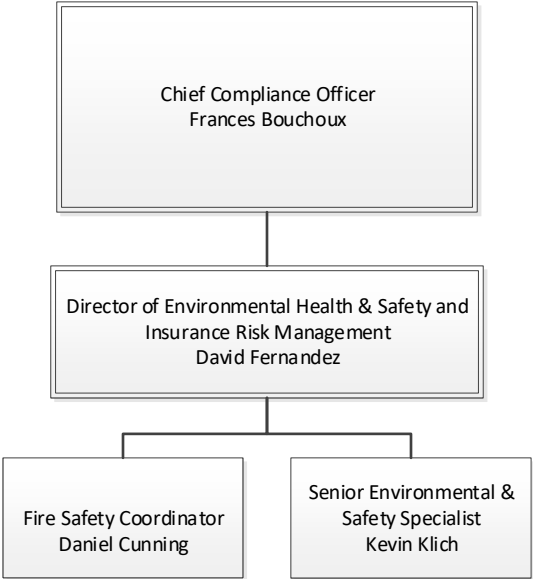 Chief Compliance Officer
Frances Bouchoux
Director of Environmental Health & Safety and
Insurance Risk Management
David Fernandez
Fire Safety Coordinator
Daniel Cunning
Senior Environmental &
Safety Specialist
Kevin Klich